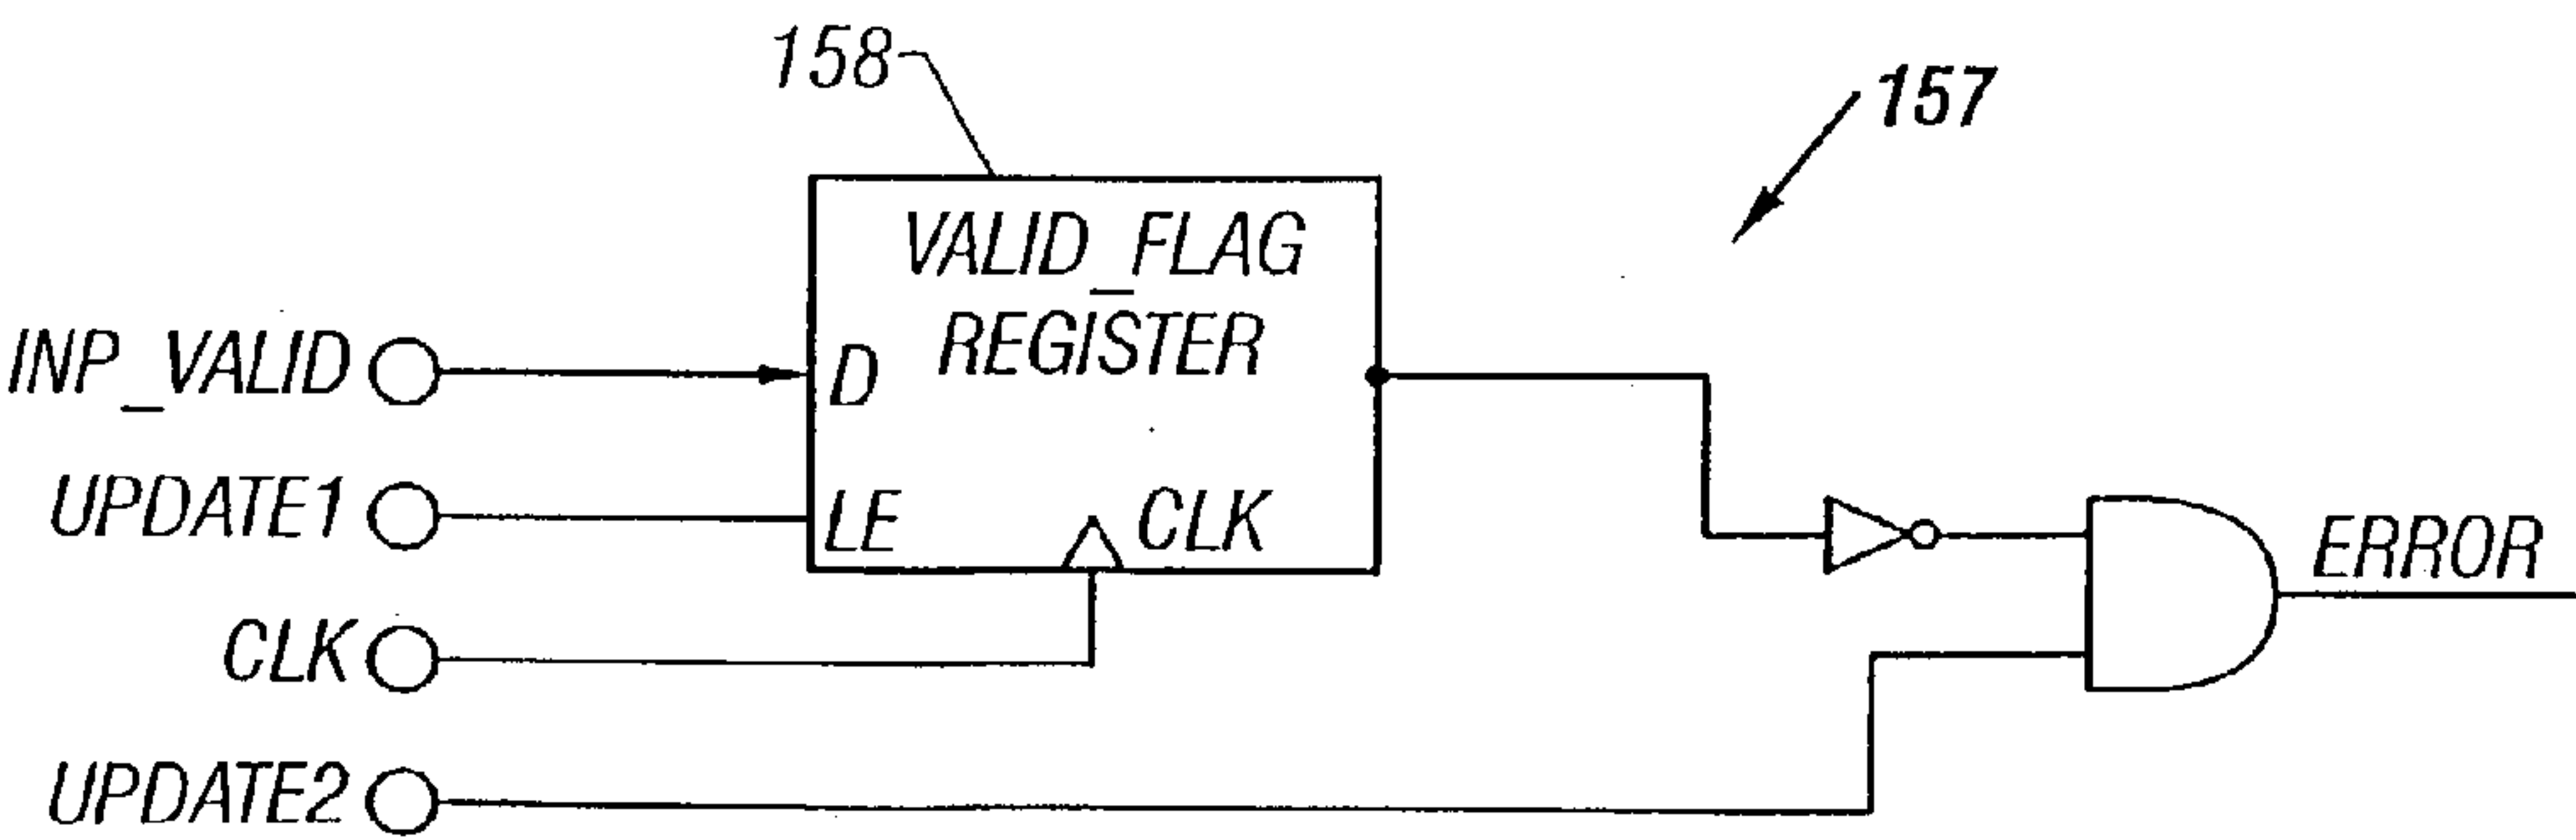 158
157
VALID_FLAG
REGISTER
INP_VALID
D
UPDATE1
LE
CLK
ERROR
CLK
UPDATE2